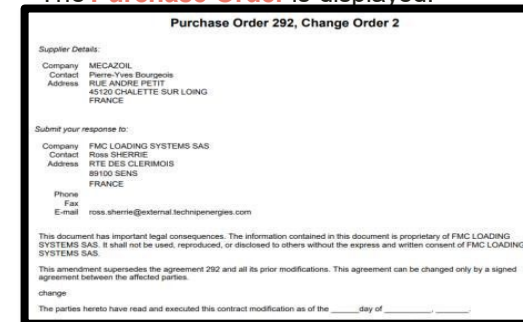 The Purchase Order is displayed.
Purchase Order 292, Change Order 2
Supplier Details:
Company MECAZOIL
Contact Pierre-Yves Bourgeois
Address RUE ANDRE PETIT
45120 CHALETTE SUR LOING
FRANCE
Submit your response to:
Company FMC LOADING SYSTEMS SAS
Contact Ross SHERRIE
Address RTE DES CLERIMOIS
89100 SENS
FRANCE
Phone
Fax
E-mail ross.sherrie@external.technipenergies.com
This document has important legal consequences. The information contained in this document is proprietary of FMC LOADING
SYSTEMS SAS. It shall not be used, reproduced, or disclosed to others without the express and written consent of FMC LOADING
SYSTEMS SAS.
This amendment supersedes the agreement 292 and all its prior modifications. This agreement can be changed only by a signed
agreement between the affected parties.
change
The parties hereto have read and executed this contract modification as of the ______day of __________, ______.